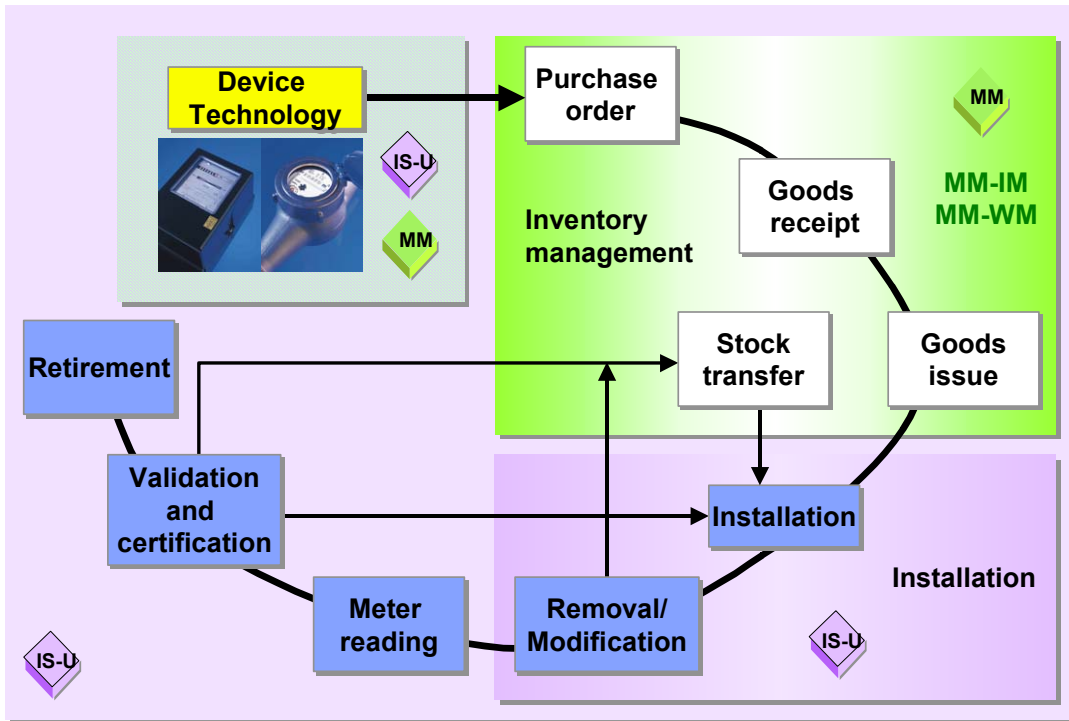 Device
Technology
IS-U
MM
Purchase
order
MM
Goods
receipt
MM-IM
MM-WM
Inventory
management
Retirement
Stock
transfer
Goods
issue
Validation
and
certification
Installation
Installation
Meter
reading
Removal/
Modification
IS-U
IS-U